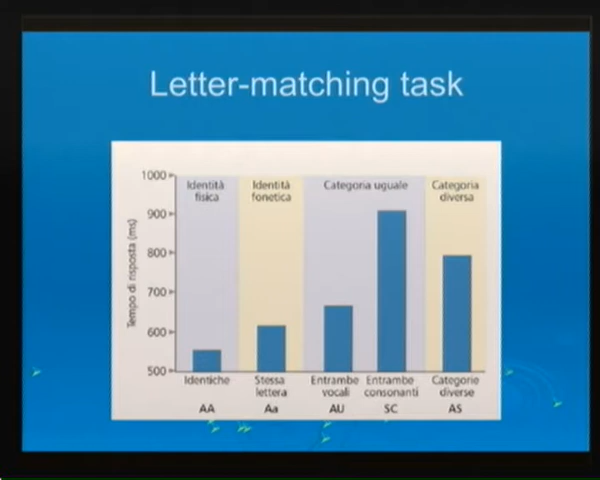 Letter-matching task
Identità
fisica
Identità
fonetica
Categoria uguale
Categoria
diversa
Tempo di risposta (ms)
1000
900
800
700
600
500
Identiche
Stessa
lettera
Entrambe
vocali
Entrambe
consonanti
Categorie
diverse
AA
Aa
AU
SC
AS